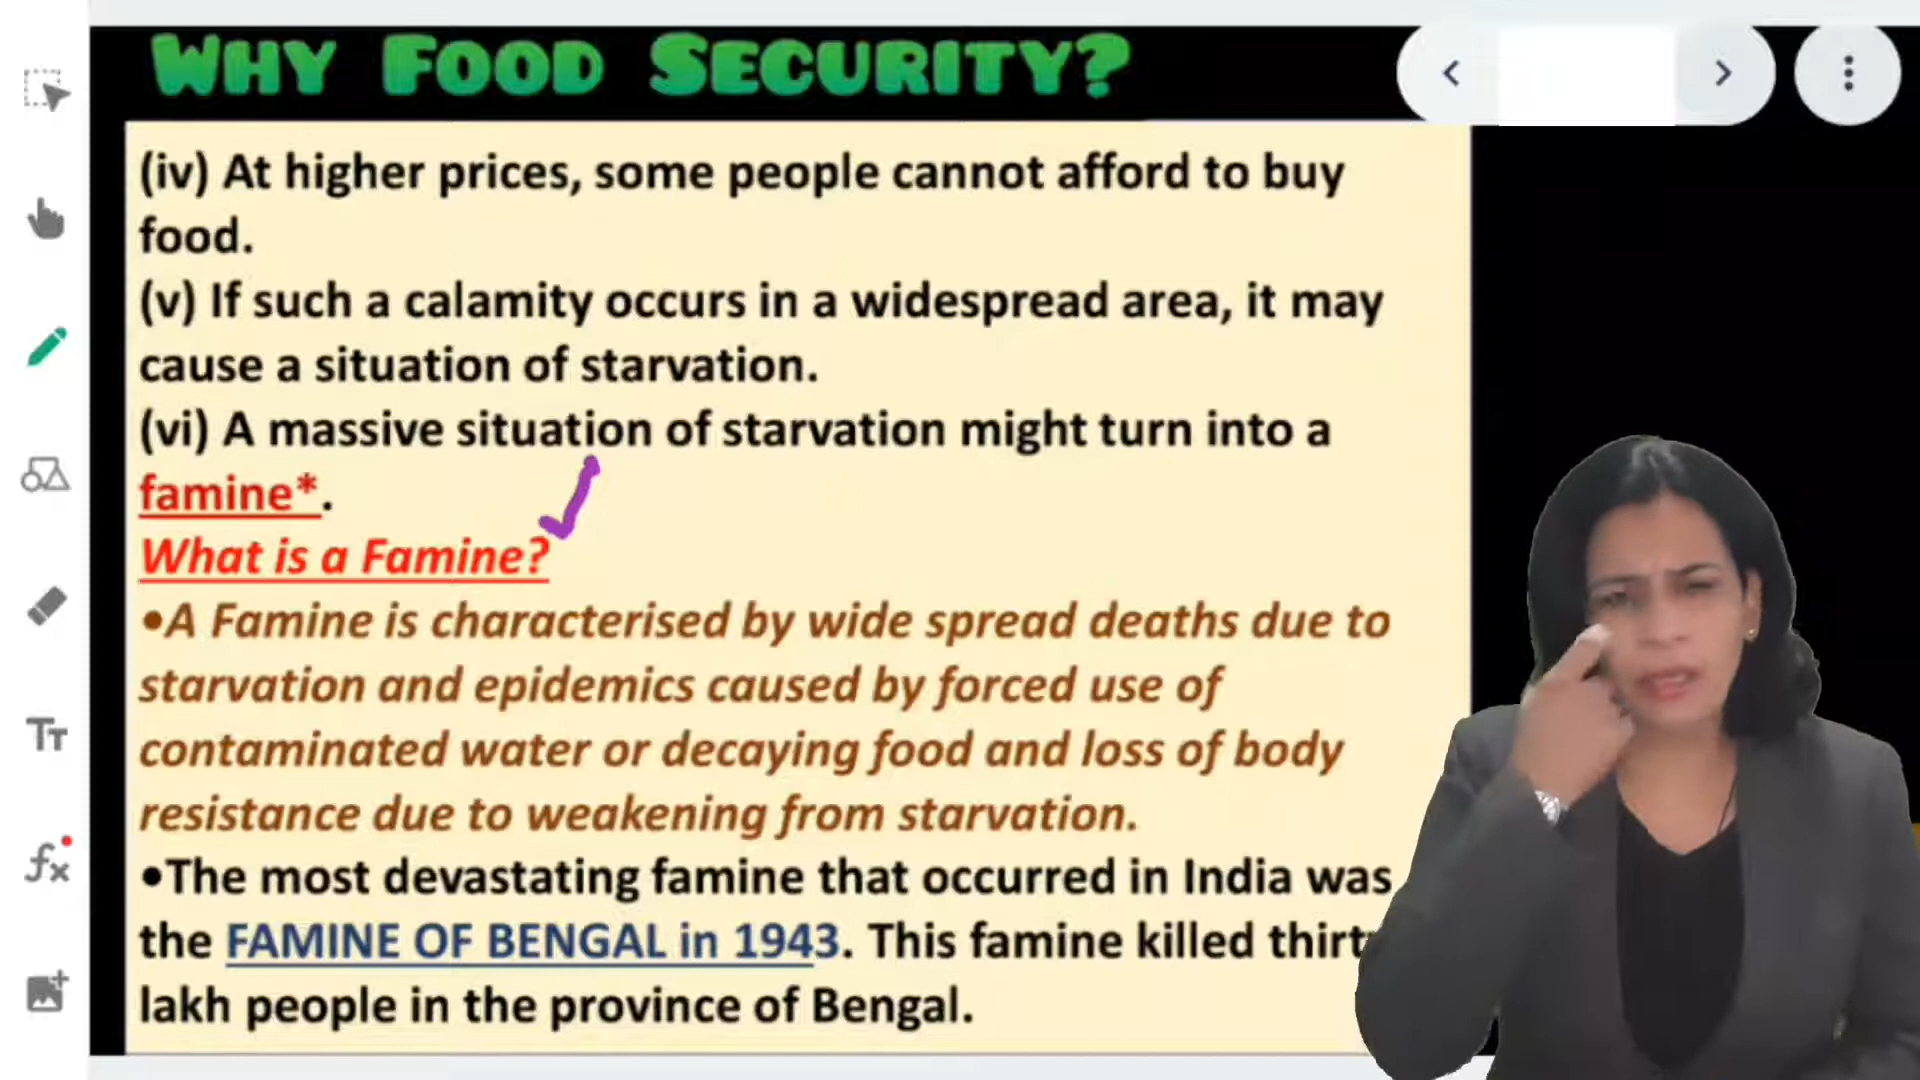 WHY FOOD SECURITY?
(iv) At higher prices, some people cannot afford to buy
food.
(v) If such a calamity occurs in a widespread area, it may
cause a situation of starvation.
(vi) A massive situation of starvation might turn into a
famine*.
What is a Famine?
•A Famine is characterised by wide spread deaths due to
starvation and epidemics caused by forced use of
contaminated water or decaying food and loss of body
resistance due to weakening from starvation.
•The most devastating famine that occurred in India was
the FAMINE OF BENGAL in 1943. This famine killed thirty
lakh people in the province of Bengal.
TT
fx